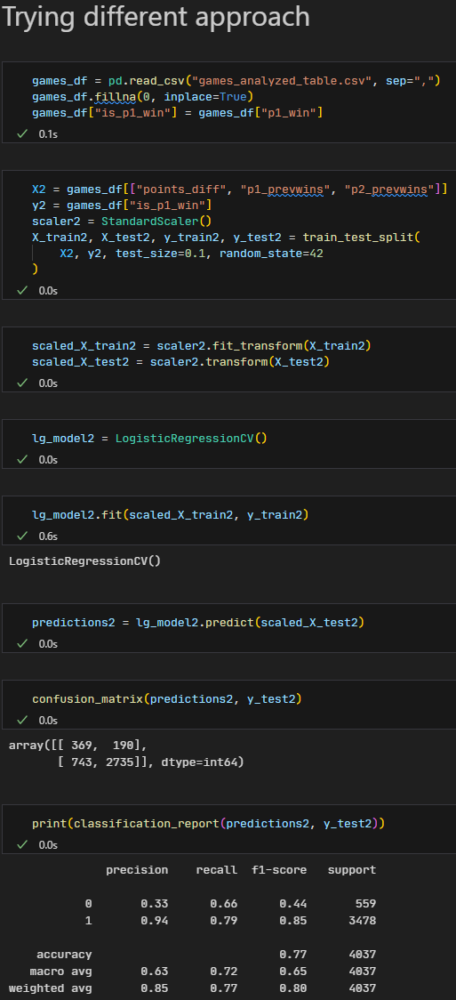 Trying different approach
games_df = pd.read_csv("games_analyzed_table.csv", sep=",")
games_df.fillna(0, inplace=True)
games_df["is_p1_win"] = games_df["p1_win"]
0.1s
X2 = games_df[["points_diff", "p1_prevwins", "p2_prevwins"]]
y2 = games_df["is_p1_win"]
scaler2 = StandardScaler()
X_train2, X_test2, y_train2, y_test2 = train_test_split(
X2, y2, test_size=0.1, random_state=42
)
0.0s
scaled_X_train2 = scaler2.fit_transform(X_train2)
scaled_X_test2 = scaler2.transform(X_test2)
0.0s
lg_model2 = LogisticRegressionCV()
0.0s
lg_model2.fit(scaled_X_train2, y_train2)
0.6s
LogisticRegressionCV()
predictions2 = lg_model2.predict(scaled_X_test2)
0.0s
confusion_matrix(predictions2, y_test2)
0.0s
array([[ 369,  190],
       [ 743, 2735]], dtype=int64)
print(classification_report(predictions2, y_test2))
0.0s
precision    recall  f1-score   support
0       0.33      0.66      0.44       559
1       0.94      0.79      0.85      3478
accuracy                           0.77      4037
macro avg       0.63      0.72      0.65      4037
weighted avg       0.85      0.77      0.80      4037